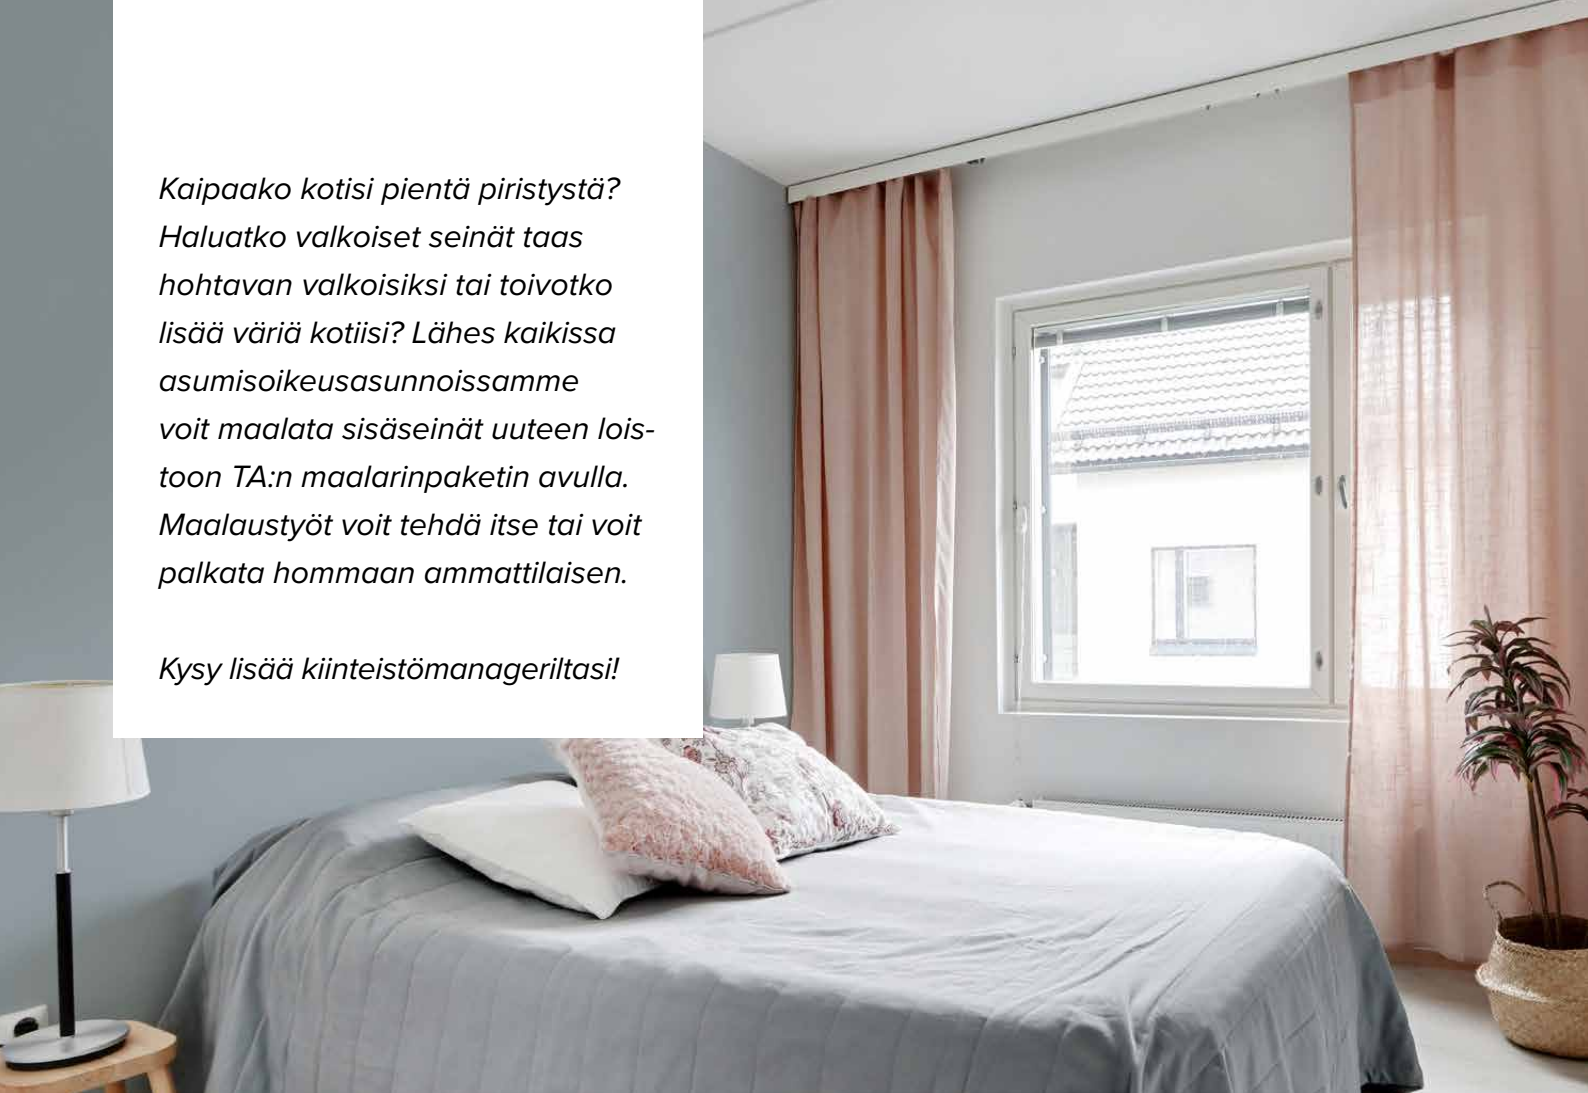 Kaipaako kotisi pientä piristystä?
Haluatko valkoiset seinät taas
hohtavan valkoisiksi tai toivotko
lisää väriä kotiisi? Lähes kaikissa
asumisoikeusasunnoissamme
voit maalata sisäseinät uuteen lois-
toon TA:n maalarinpaketin avulla.
Maalaustyöt voit tehdä itse tai voit
palkata hommaan ammattilaisen.
Kysy lisää kiinteistömanageriltasi!